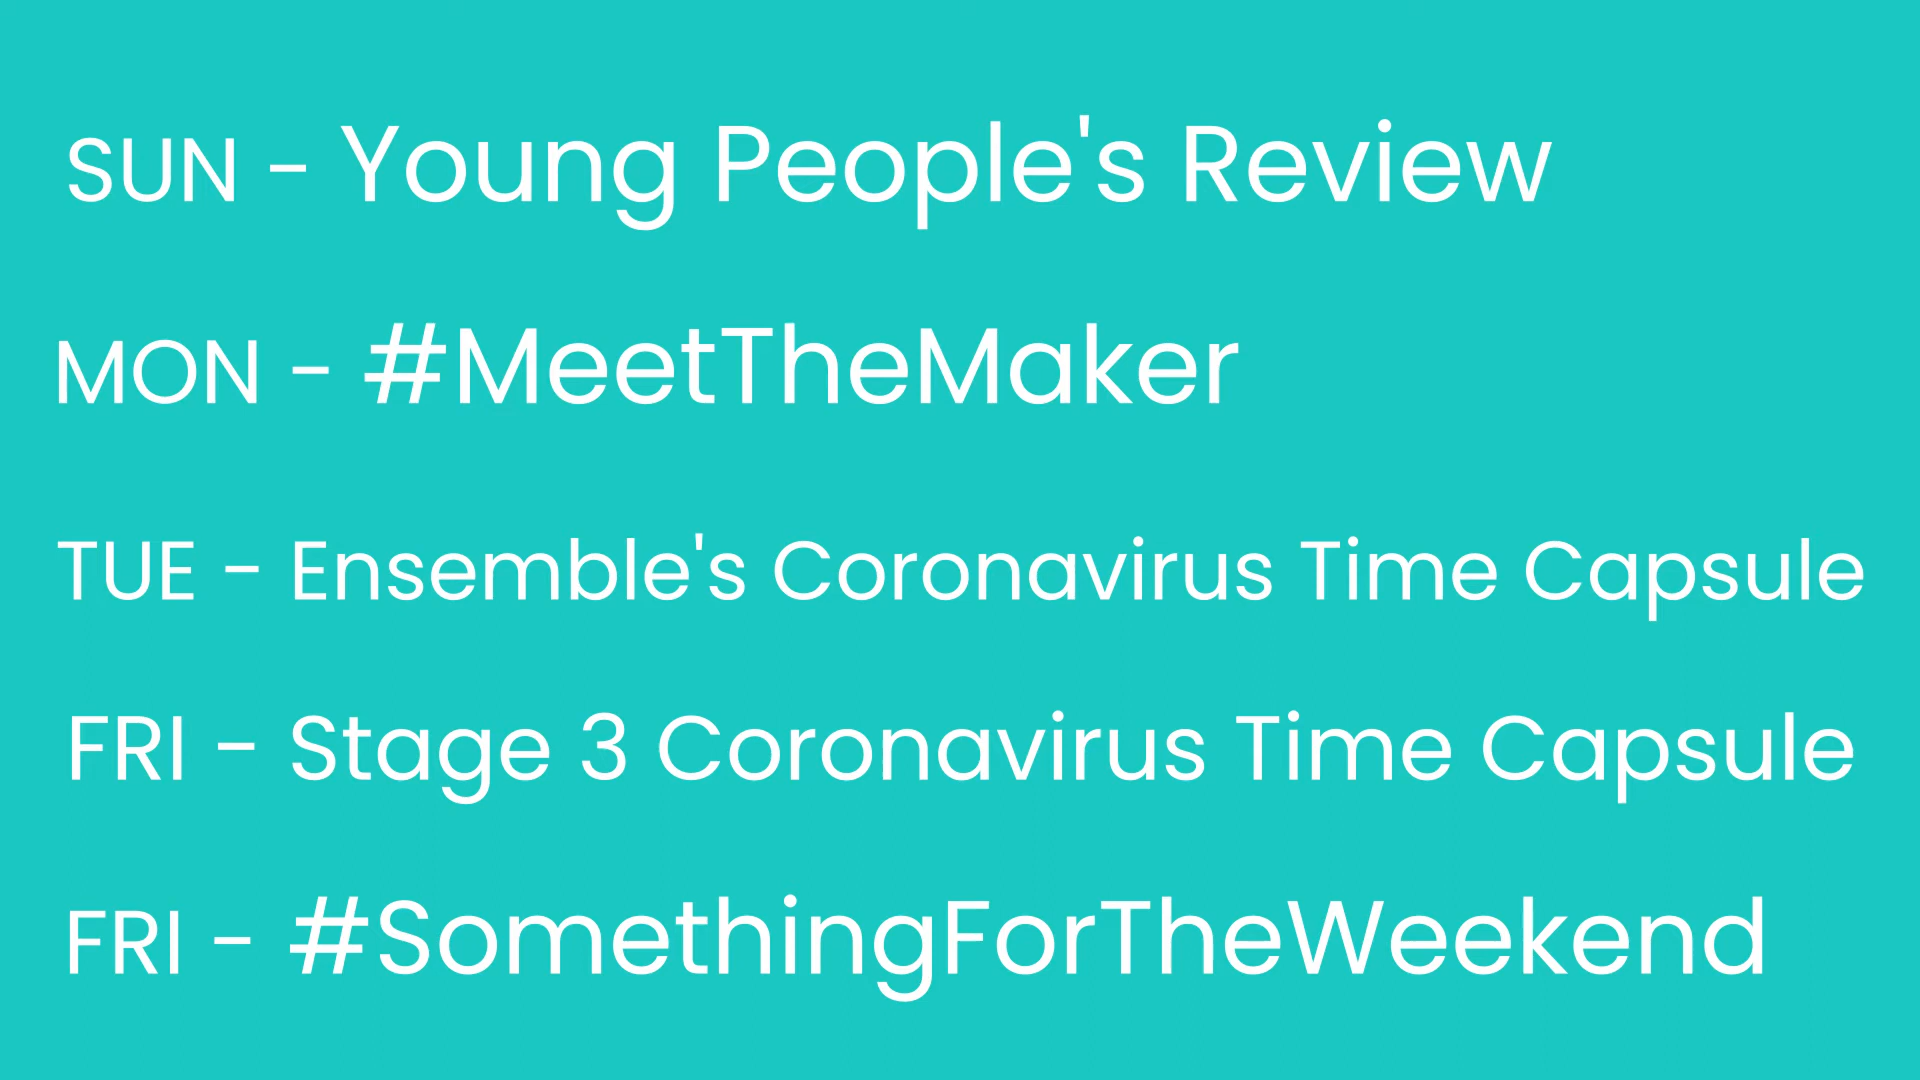 SUN - Young People's Review
MON - #MeetTheMaker
TUE - Ensemble's Coronavirus Time Capsule
FRI - Stage 3 Coronavirus Time Capsule
FRI - #SomethingForTheWeekend